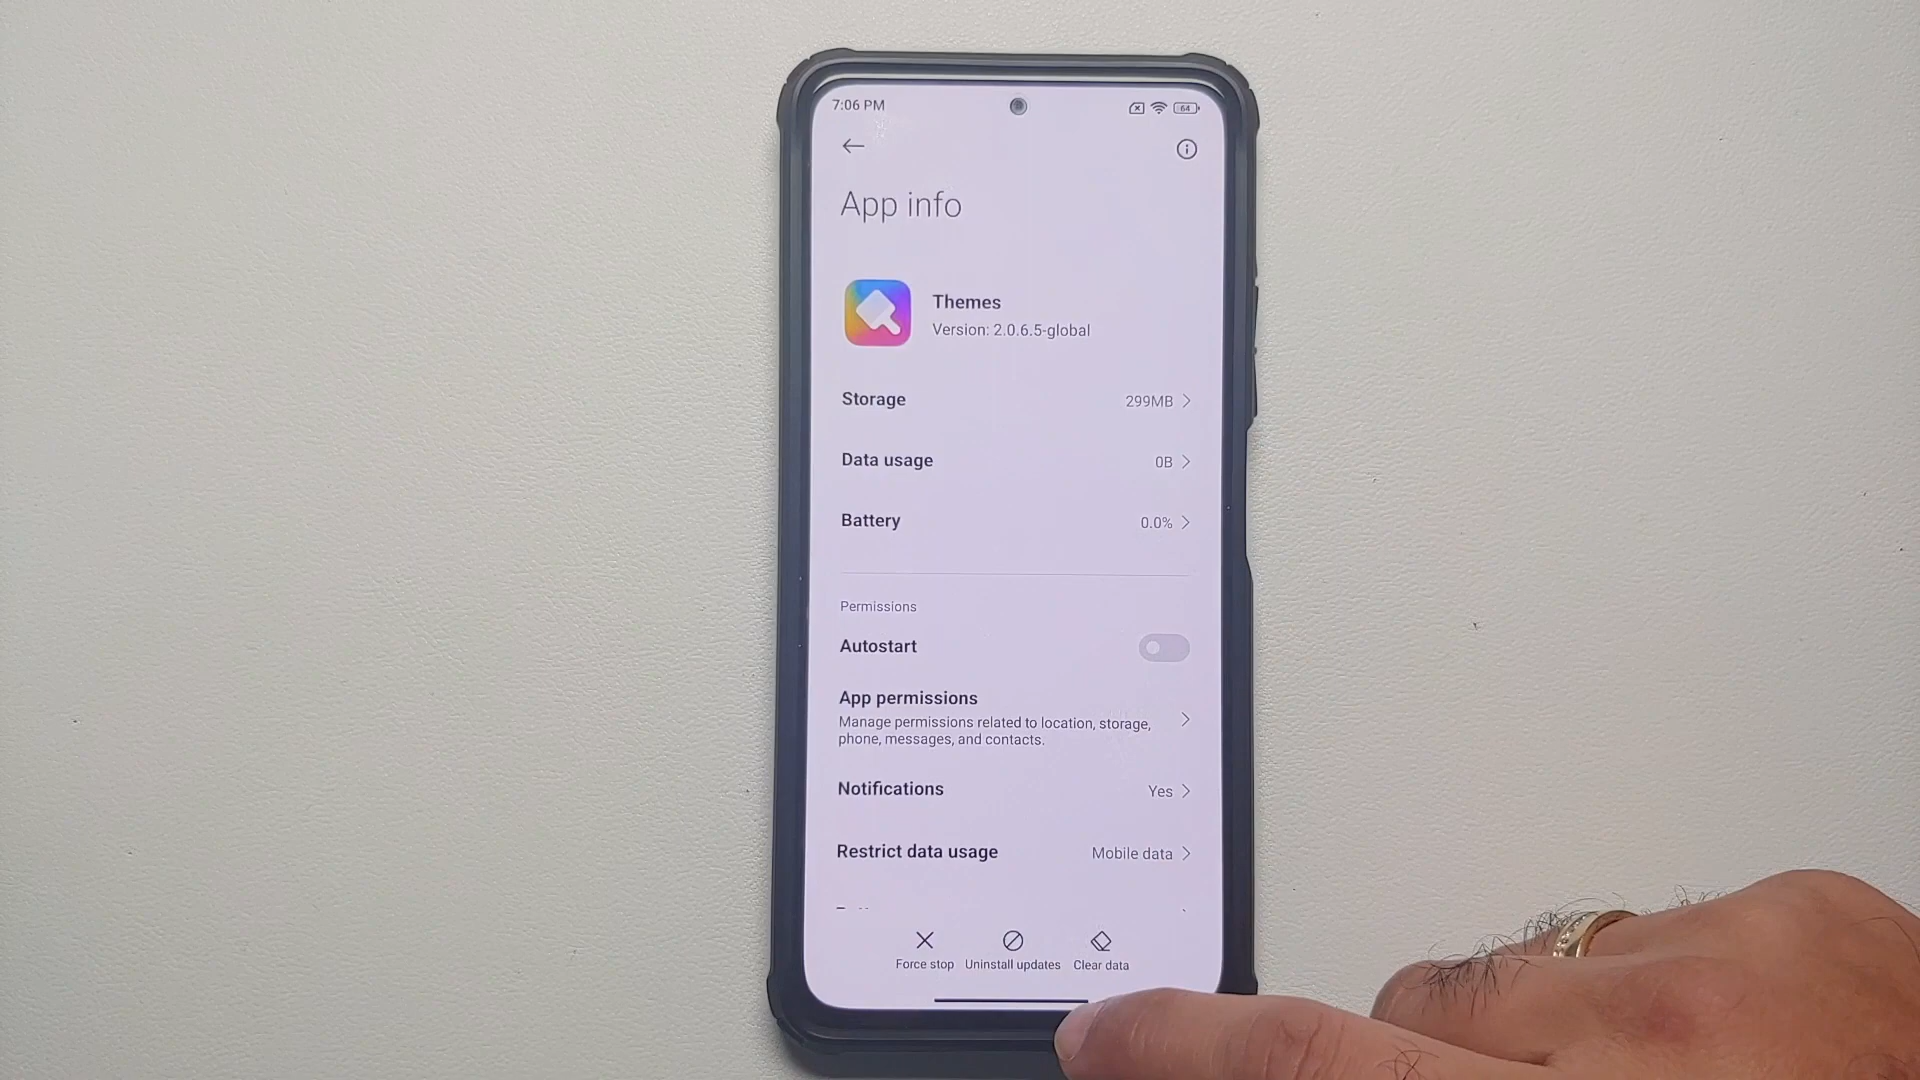 7:06 PM
64
App info
Themes
Version: 2.0.6.5-global
Storage 299MB
Data usage 0B
Battery 0.0%
Permissions
Autostart
App permissions
Manage permissions related to location, storage,
phone, messages, and contacts.
Notifications Yes
Restrict data usage Mobile data
Force stop Uninstall updates Clear data